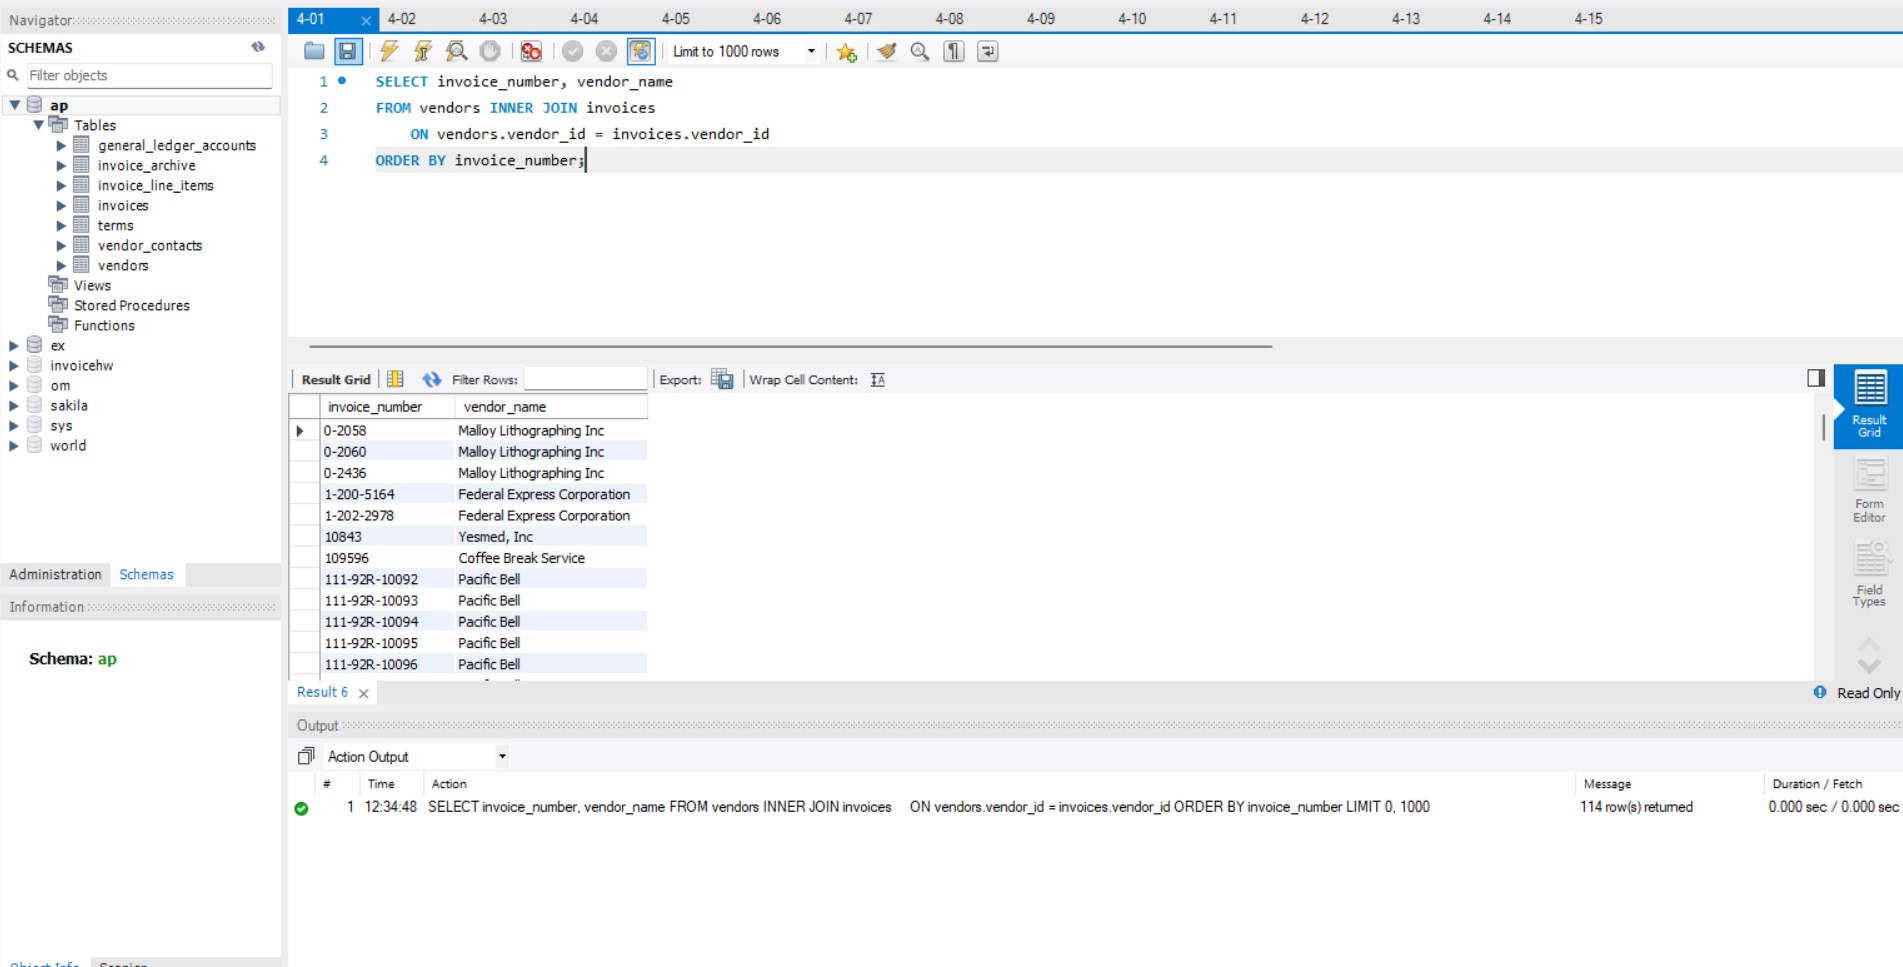 Navigator
SCHEMAS
Filter objects
ap
Tables
general_ledger_accounts
invoice_archive
invoice_line_items
invoices
terms
vendor_contacts
vendors
Views
Stored Procedures
Functions
ex
invoicehw
om
sakila
sys
world
Administration Schemas
Information
Schema: ap
Object Info Session
4-01 4-02 4-03 4-04 4-05 4-06 4-07 4-08 4-09 4-10 4-11 4-12 4-13 4-14 4-15
Limit to 1000 rows
1 SELECT invoice_number, vendor_name
2 FROM vendors INNER JOIN invoices
3 ON vendors.vendor_id = invoices.vendor_id
4 ORDER BY invoice_number;
Result Grid Filter Rows: Export: Wrap Cell Content:
invoice_number vendor_name
0-2058 Malloy Lithographing Inc
0-2060 Malloy Lithographing Inc
0-2436 Malloy Lithographing Inc
1-200-5164 Federal Express Corporation
1-202-2978 Federal Express Corporation
10843 Yesmed, Inc
109596 Coffee Break Service
111-92R-10092 Pacific Bell
111-92R-10093 Pacific Bell
111-92R-10094 Pacific Bell
111-92R-10095 Pacific Bell
111-92R-10096 Pacific Bell
Result
Grid
Form
Editor
Field
Types
Result 6
Read Only
Output
Action Output
# Time Action Message Duration / Fetch
1 12:34:48 SELECT invoice_number, vendor_name FROM vendors INNER JOIN invoices ON vendors.vendor_id = invoices.vendor_id ORDER BY invoice_number LIMIT 0, 1000 114 row(s) returned 0.000 sec / 0.000 sec